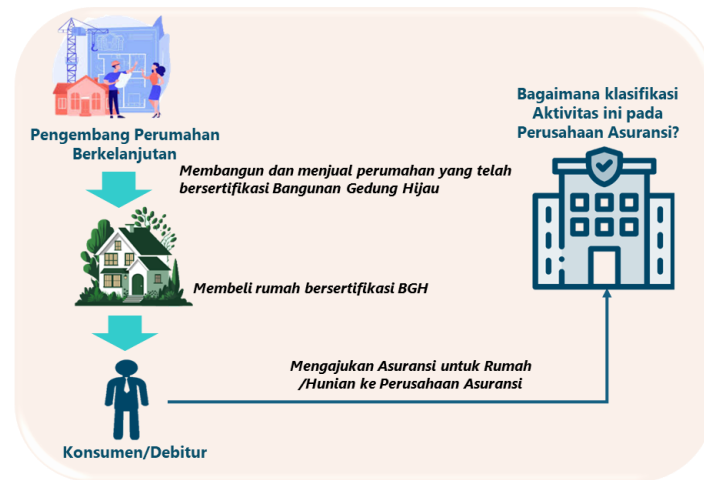 Pengembang Perumahan
Berkelanjutan
Bagaimana klasifikasi
Aktivitas ini pada
Perusahaan Asuransi?
Membangun dan menjual perumahan yang telah
bersertifikasi Bangunan Gedung Hijau
Membeli rumah bersertifikasi BGH
Mengajukan Asuransi untuk Rumah
/Hunian ke Perusahaan Asuransi
Konsumen/Debitur